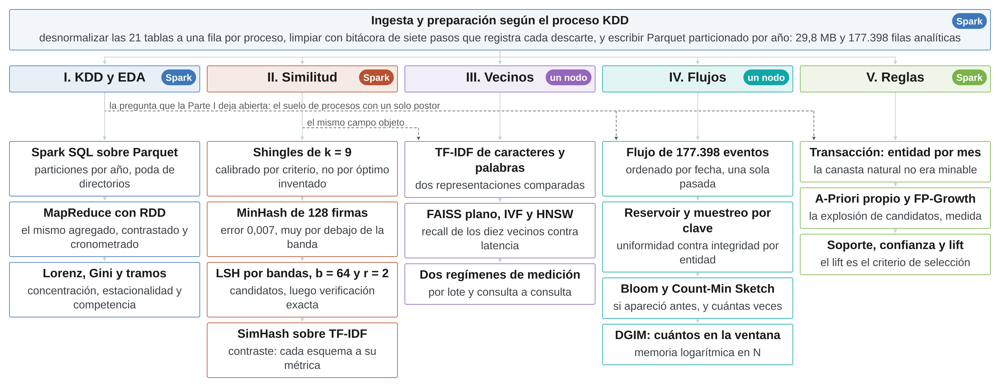 Ingesta y preparación según el proceso KDD
Spark
desnormalizar las 21 tablas a una fila por proceso, limpiar con bitácora de siete pasos que registra cada descarte, y escribir Parquet particionado por año: 29,8 MB y 177.398 filas analíticas
I. KDD y EDA
Spark
II. Similitud
Spark
III. Vecinos
un nodo
IV. Flujos
un nodo
V. Reglas
Spark
la pregunta que la Parte I deja abierta: el suelo de procesos con un solo postor
el mismo campo objeto
Spark SQL sobre Parquet
particiones por año, poda de
directorios
MapReduce con RDD
el mismo agregado, contrastado y
cronometrado
Lorenz, Gini y tramos
concentración, estacionalidad y
competencia
Shingles de k = 9
calibrado por criterio, no por óptimo
inventado
MinHash de 128 firmas
error 0,007, muy por debajo de la
banda
LSH por bandas, b = 64 y r = 2
candidatos, luego verificación
exacta
SimHash sobre TF-IDF
contraste: cada esquema a su
métrica
TF-IDF de caracteres y
palabras
dos representaciones comparadas
FAISS plano, IVF y HNSW
recall de los diez vecinos contra
latencia
Dos regímenes de medición
por lote y consulta a consulta
Flujo de 177.398 eventos
ordenado por fecha, una sola
pasada
Reservoir y muestreo por
clave
uniformidad contra integridad por
entidad
Bloom y Count-Min Sketch
si apareció antes, y cuántas veces
DGIM: cuántos en la ventana
memoria logarítmica en N
Transacción: entidad por mes
la canasta natural no era minable
A-Priori propio y FP-Growth
la explosión de candidatos, medida
Soporte, confianza y lift
el lift es el criterio de selección